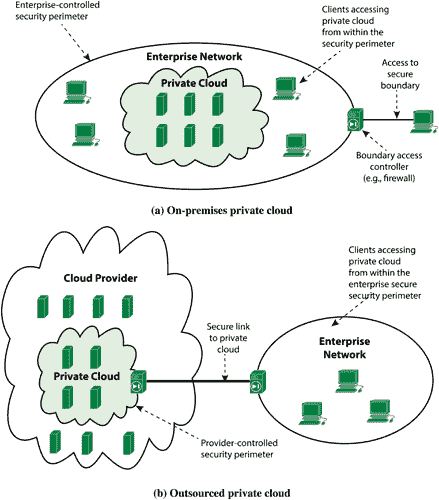 Enterprise-controlled
security perimeter
Clients accessing
private cloud
from within the
security perimeter
Enterprise Network
Private Cloud
Access to
secure
boundary
Boundary access
controller
(e.g., firewall)
(a) On-premises private cloud
Clients accessing
private cloud
from within the
enterprise secure
security perimeter
Cloud Provider
Secure link
to private
cloud
Enterprise
Network
Private Cloud
Provider-controlled
security perimeter
(b) Outsourced private cloud